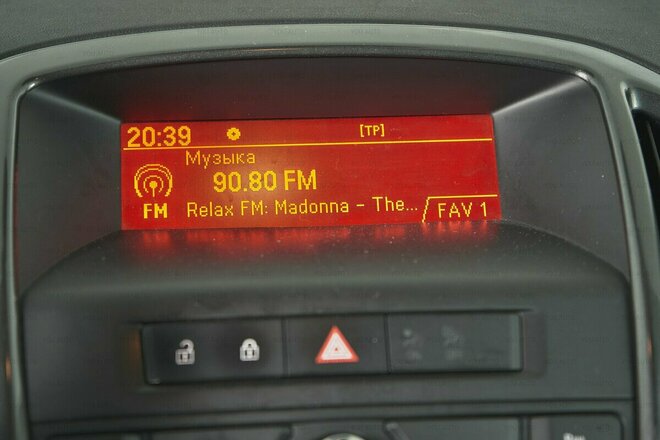 20:39 [TP]
Музыка
90.80 FM
FM Relax FM: Madonna - The... FAV 1